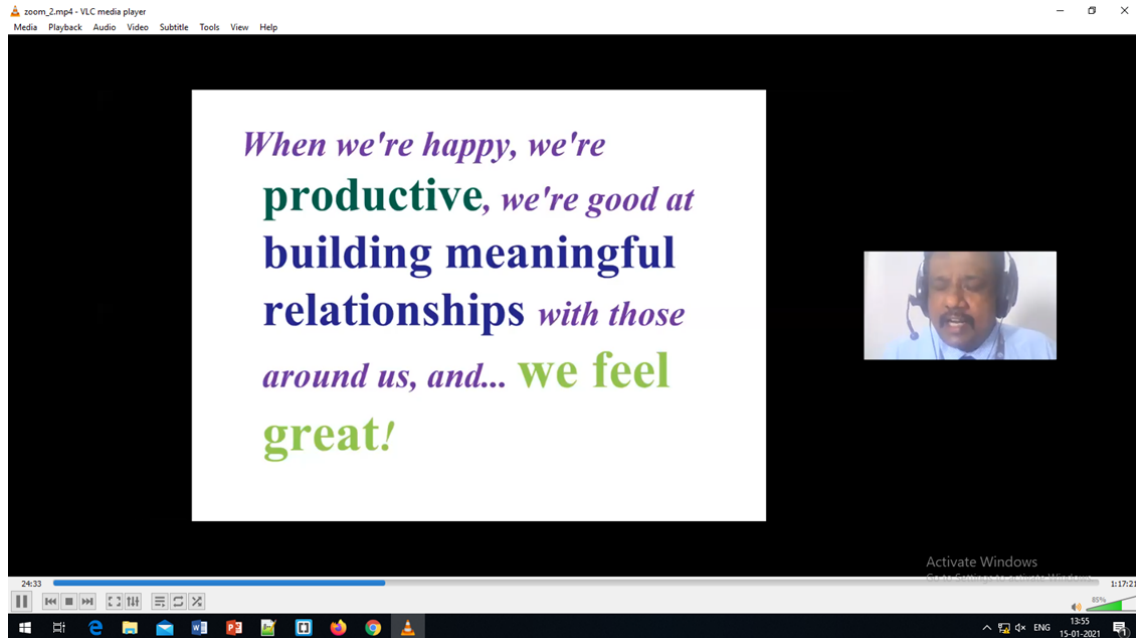 zoom_2.mp4 - VLC media player
Media Playback Audio Video Subtitle Tools View Help
When we're happy, we're
productive, we're good at
building meaningful
relationships with those
around us, and... we feel
great!
Activate Windows
24:33
1:17:21
85%
ENG
13:55
15-01-2021